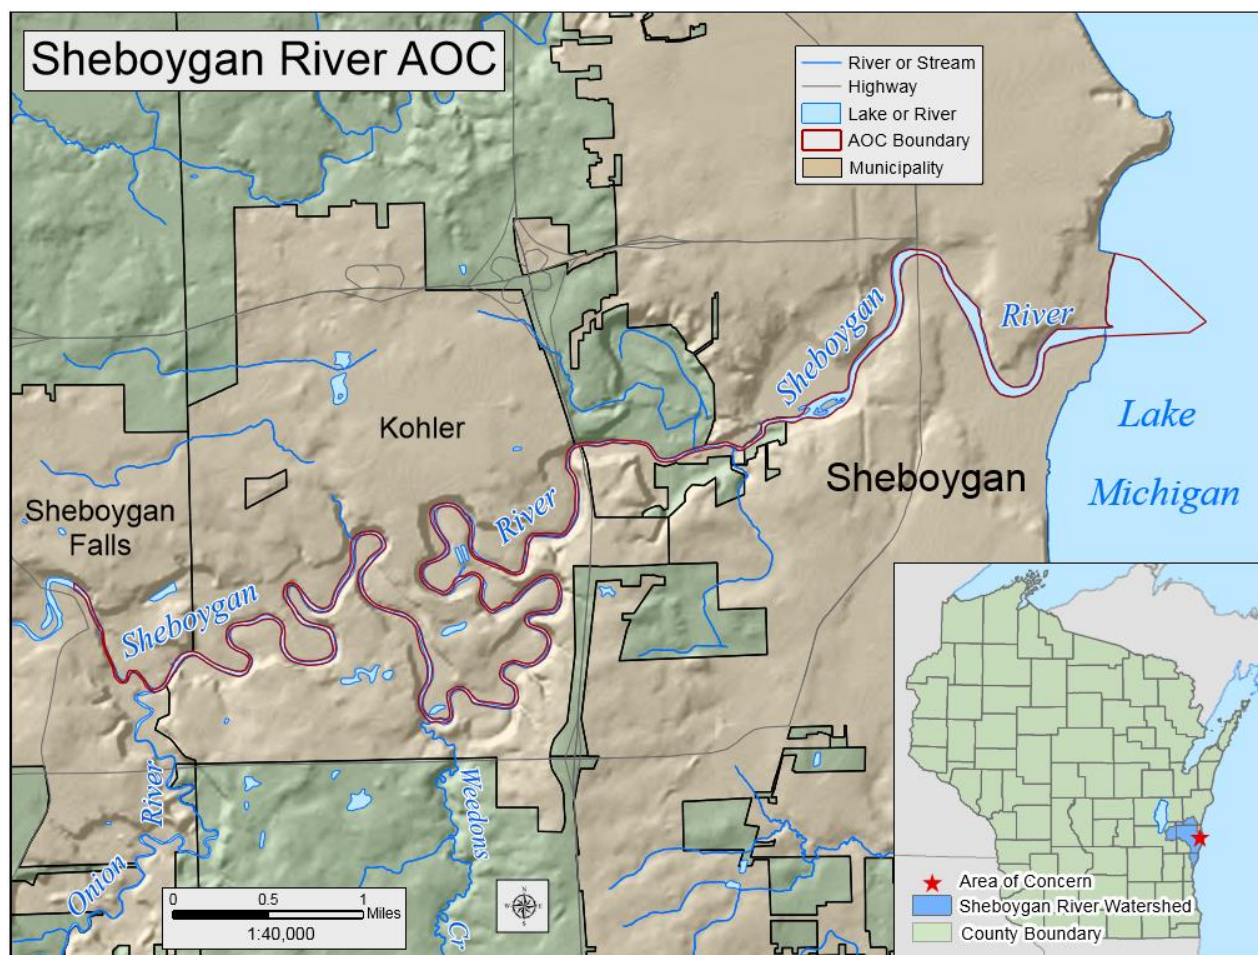 Sheboygan River AOC
River or Stream
Highway
Lake or River
AOC Boundary
Municipality
Sheboygan
River
Lake
Michigan
Kohler
Sheboygan
Sheboygan
Falls
River
Sheboygan
River
Onion
Weedons
Cr.
0 0.5 1
Miles
1:40,000
N
W E
S
Area of Concern
Sheboygan River Watershed
County Boundary